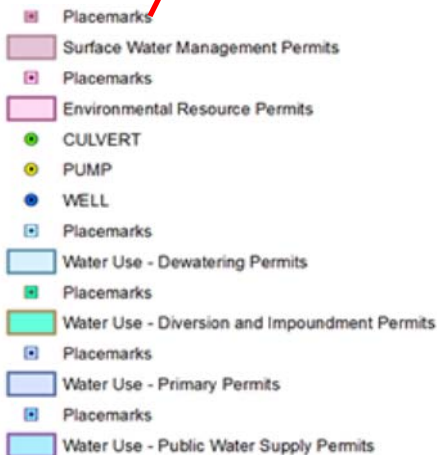 Placemarks
Surface Water Management Permits
Placemarks
Environmental Resource Permits
CULVERT
PUMP
WELL
Placemarks
Water Use - Dewatering Permits
Placemarks
Water Use - Diversion and Impoundment Permits
Placemarks
Water Use - Primary Permits
Placemarks
Water Use - Public Water Supply Permits